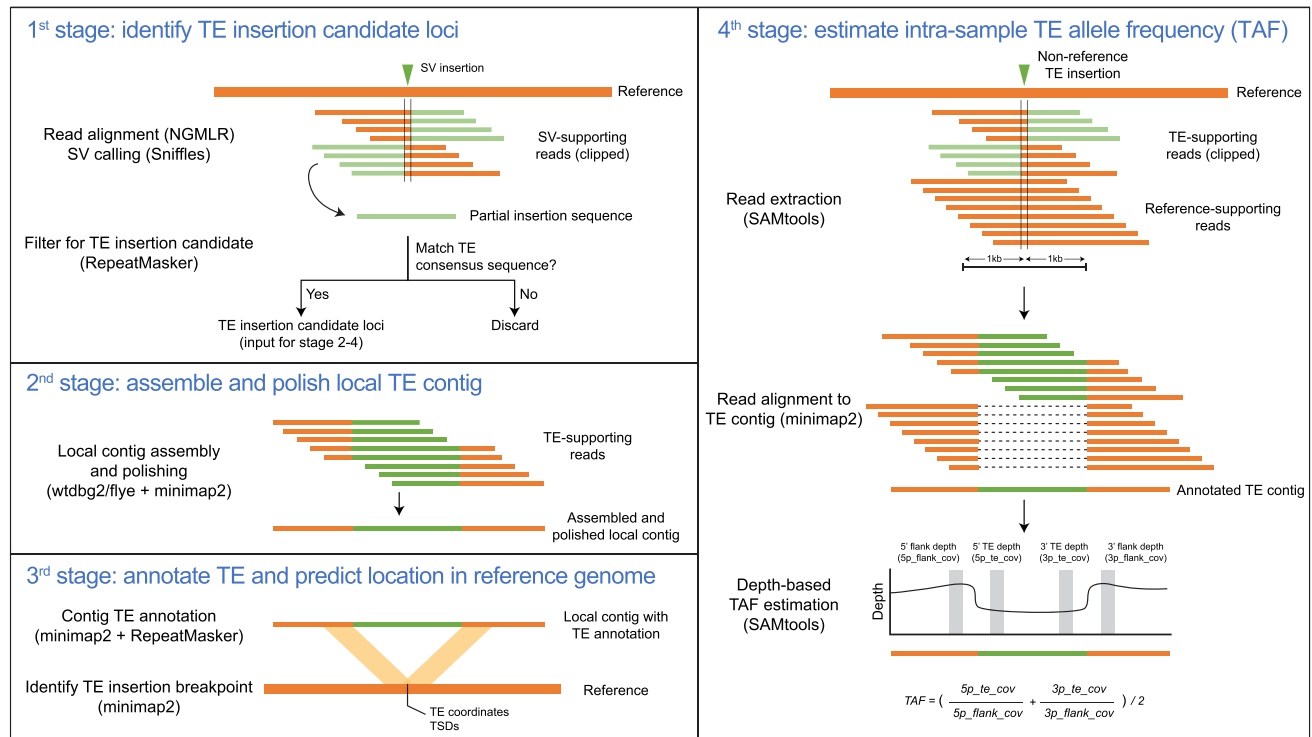 1st stage: identify TE insertion candidate loci
SV insertion
Reference
Read alignment (NGMLR)
SV calling (Sniffles)
SV-supporting
reads (clipped)
Partial insertion sequence
Filter for TE insertion candidate
(RepeatMasker)
Match TE
consensus sequence?
Yes
No
TE insertion candidate loci
(input for stage 2-4)
Discard
2nd stage: assemble and polish local TE contig
Local contig assembly
and polishing
(wtdbg2/flye + minimap2)
TE-supporting
reads
Assembled and
polished local contig
3rd stage: annotate TE and predict location in reference genome
Contig TE annotation
(minimap2 + RepeatMasker)
Local contig with
TE annotation
Identify TE insertion breakpoint
(minimap2)
Reference
TE coordinates
TSDs
4th stage: estimate intra-sample TE allele frequency (TAF)
Non-reference
TE insertion
Reference
TE-supporting
reads (clipped)
Read extraction
(SAMtools)
Reference-supporting
reads
1kb
1kb
Read alignment to
TE contig (minimap2)
Annotated TE contig
5' flank depth
(5p_flank_cov)
5' TE depth
(5p_te_cov)
3' TE depth
(3p_te_cov)
3' flank depth
(3p_flank_cov)
Depth-based
TAF estimation
(SAMtools)
Depth
TAF = ( 5p_te_cov / 5p_flank_cov + 3p_te_cov / 3p_flank_cov ) / 2